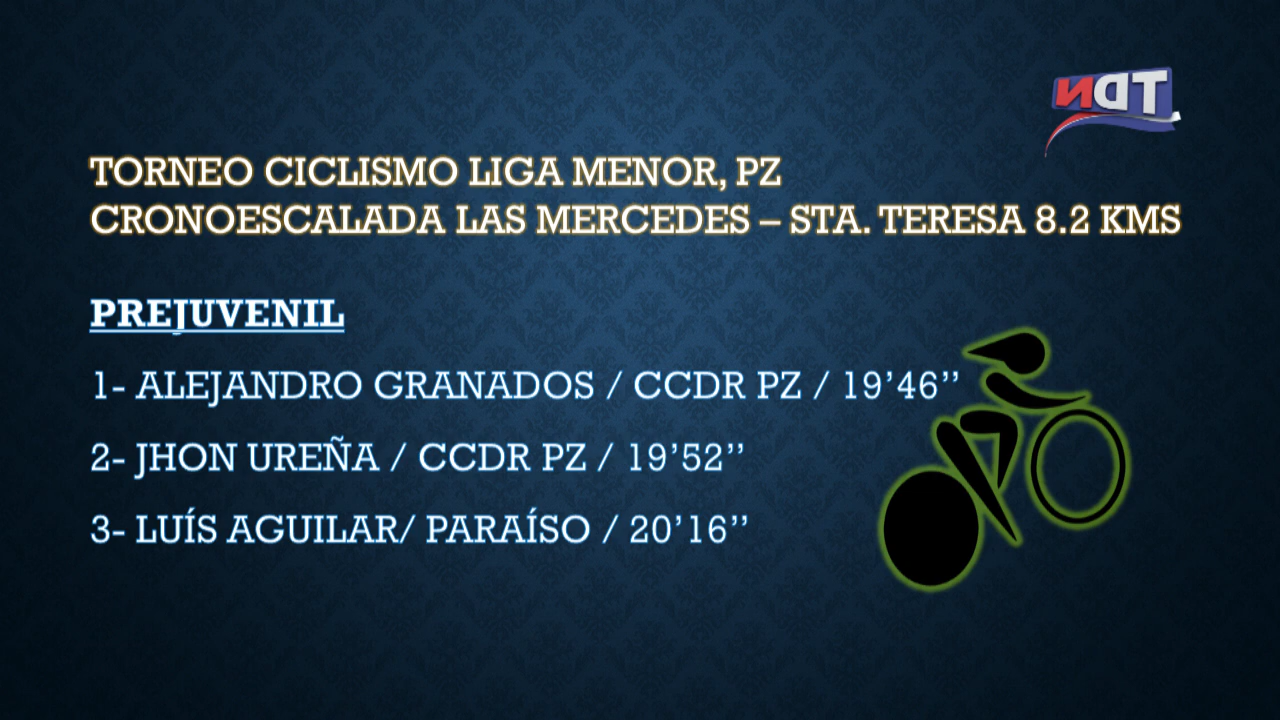 TDN
TORNEO CICLISMO LIGA MENOR, PZ
CRONOESCALADA LAS MERCEDES – STA. TERESA 8.2 KMS
PREJUVENIL
1- ALEJANDRO GRANADOS / CCDR PZ / 19’46’’
2- JHON UREÑA / CCDR PZ / 19’52’’
3- LUÍS AGUILAR/ PARAÍSO / 20’16’’